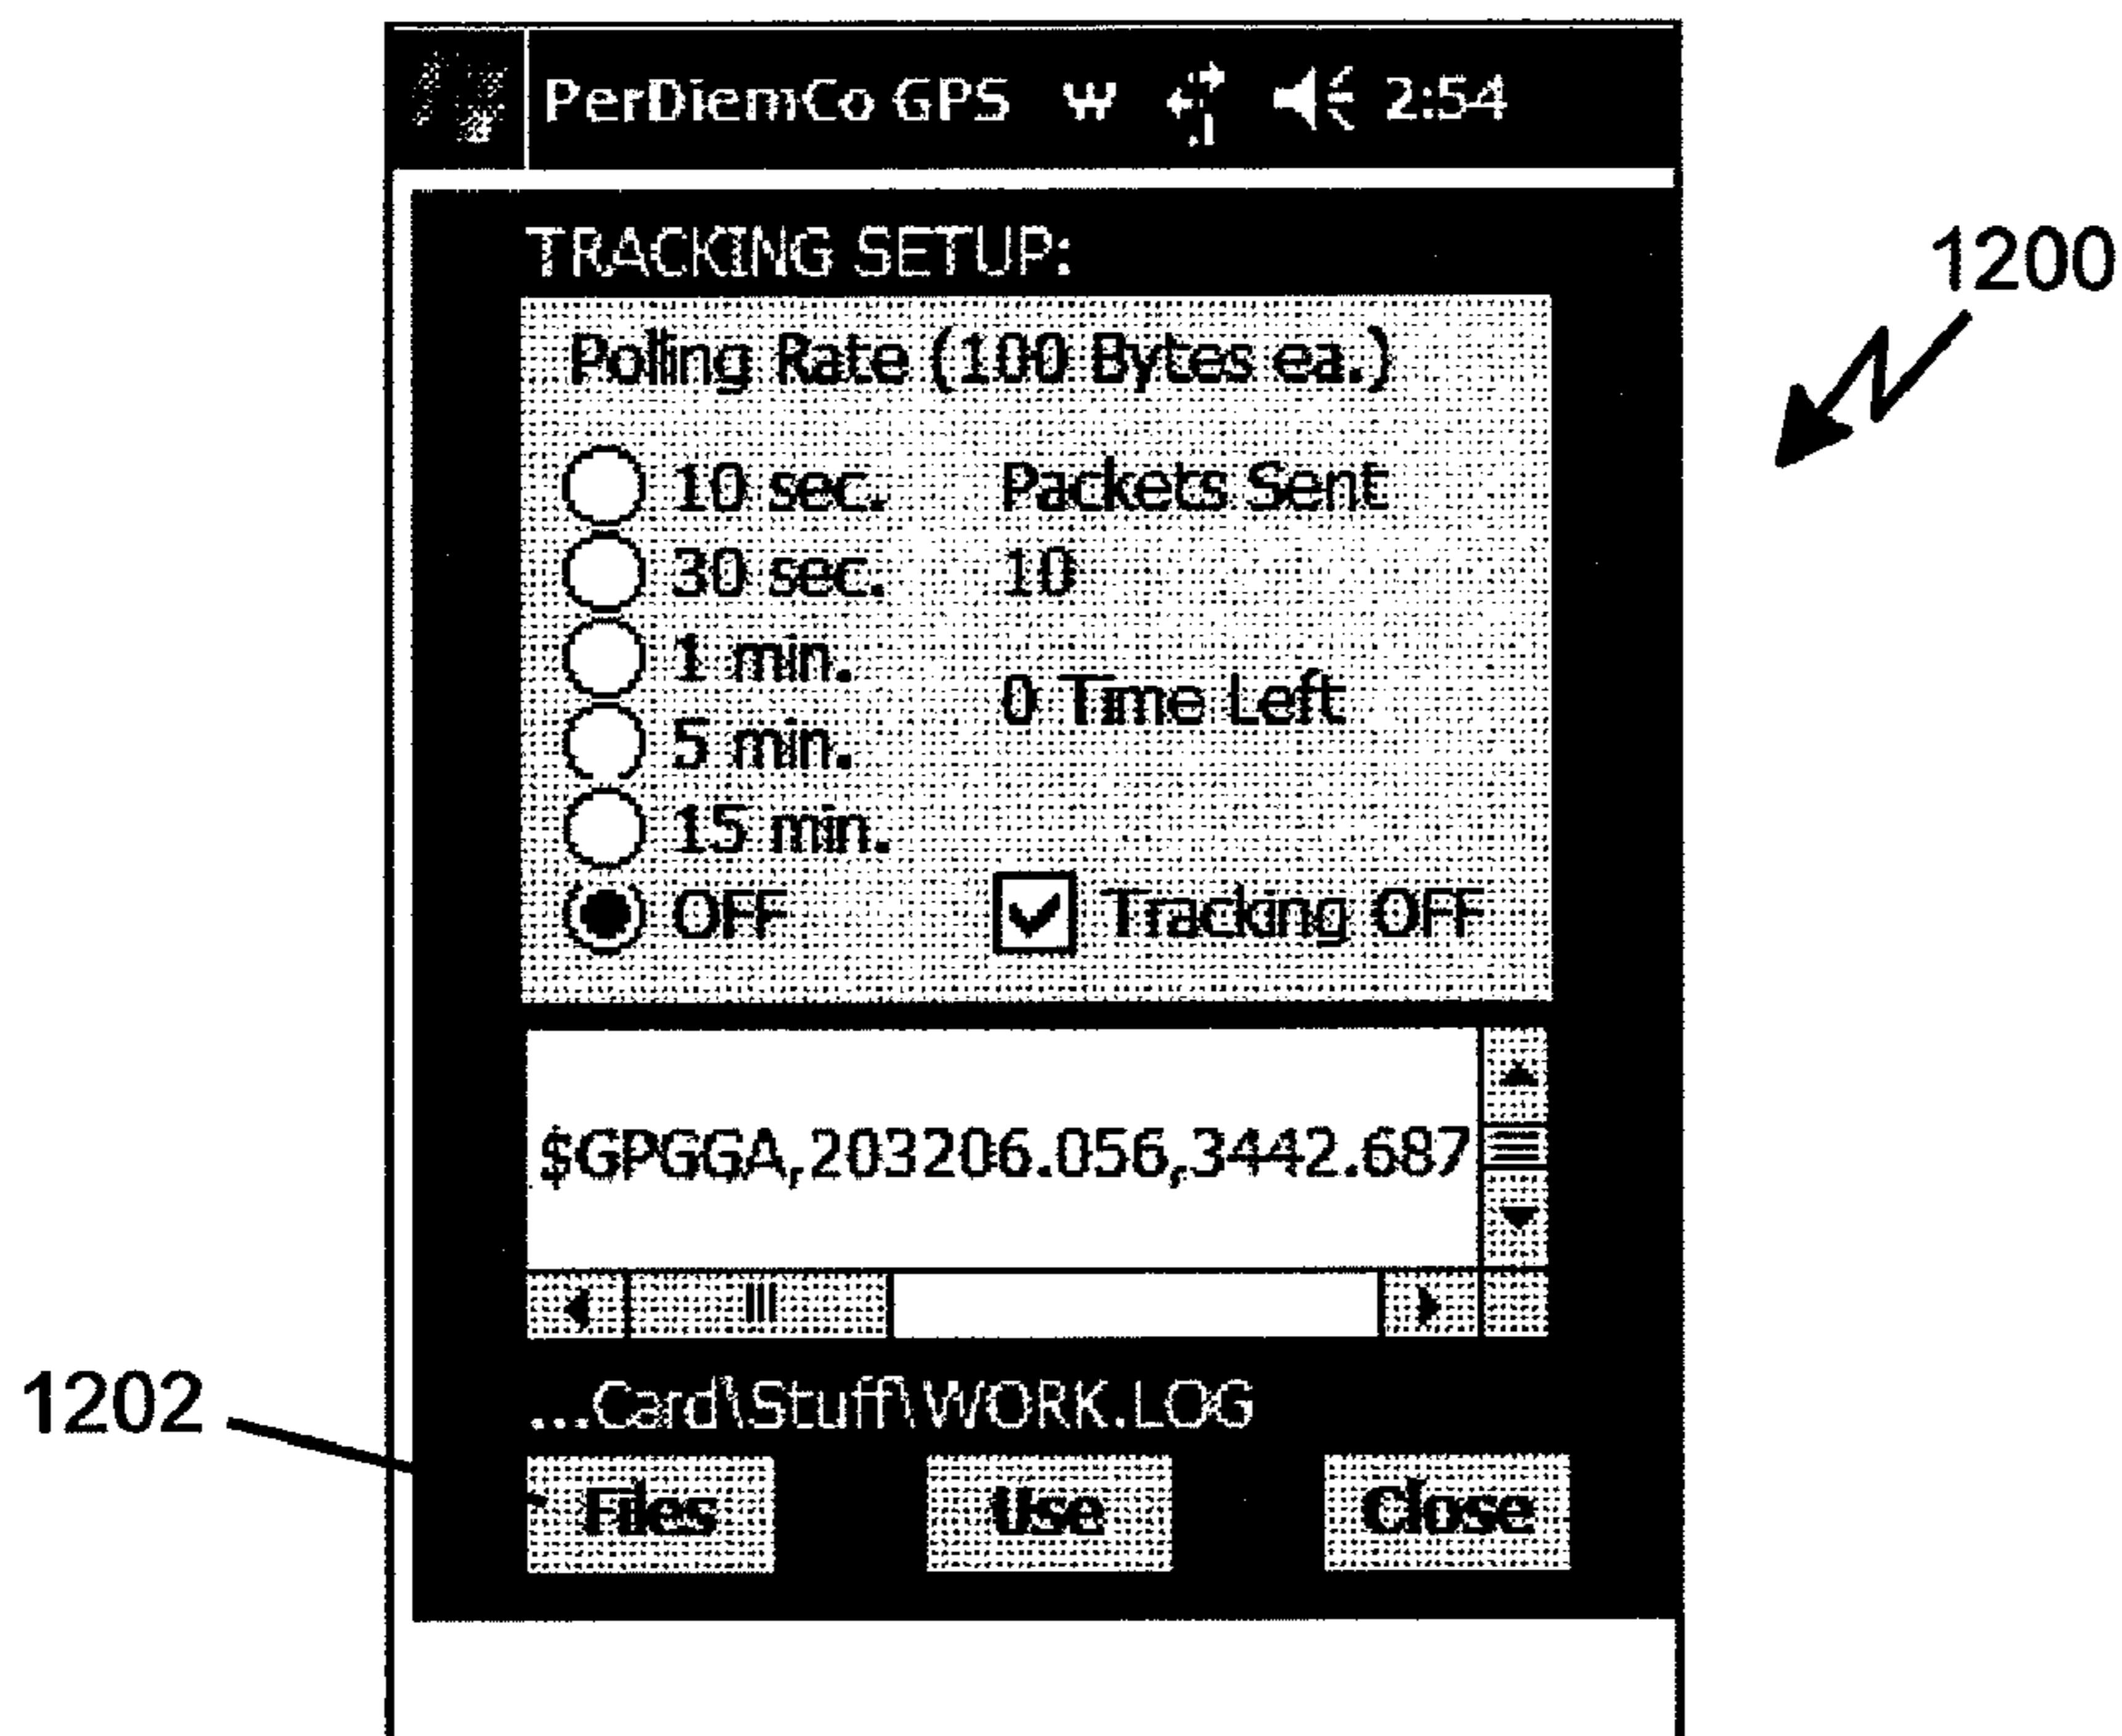 PerDiemCo GPS 2:54
TRACKING SETUP:
1200
Polling Rate (100 Bytes ea.)
10 sec. Packets Sent
30 sec. 10
1 min.
0 Time Left
5 min.
15 min.
OFF Tracking OFF
$GPGGA,203206.056,3442.687
...Card\Stuff\WORK.LOG
1202
Files Use Close